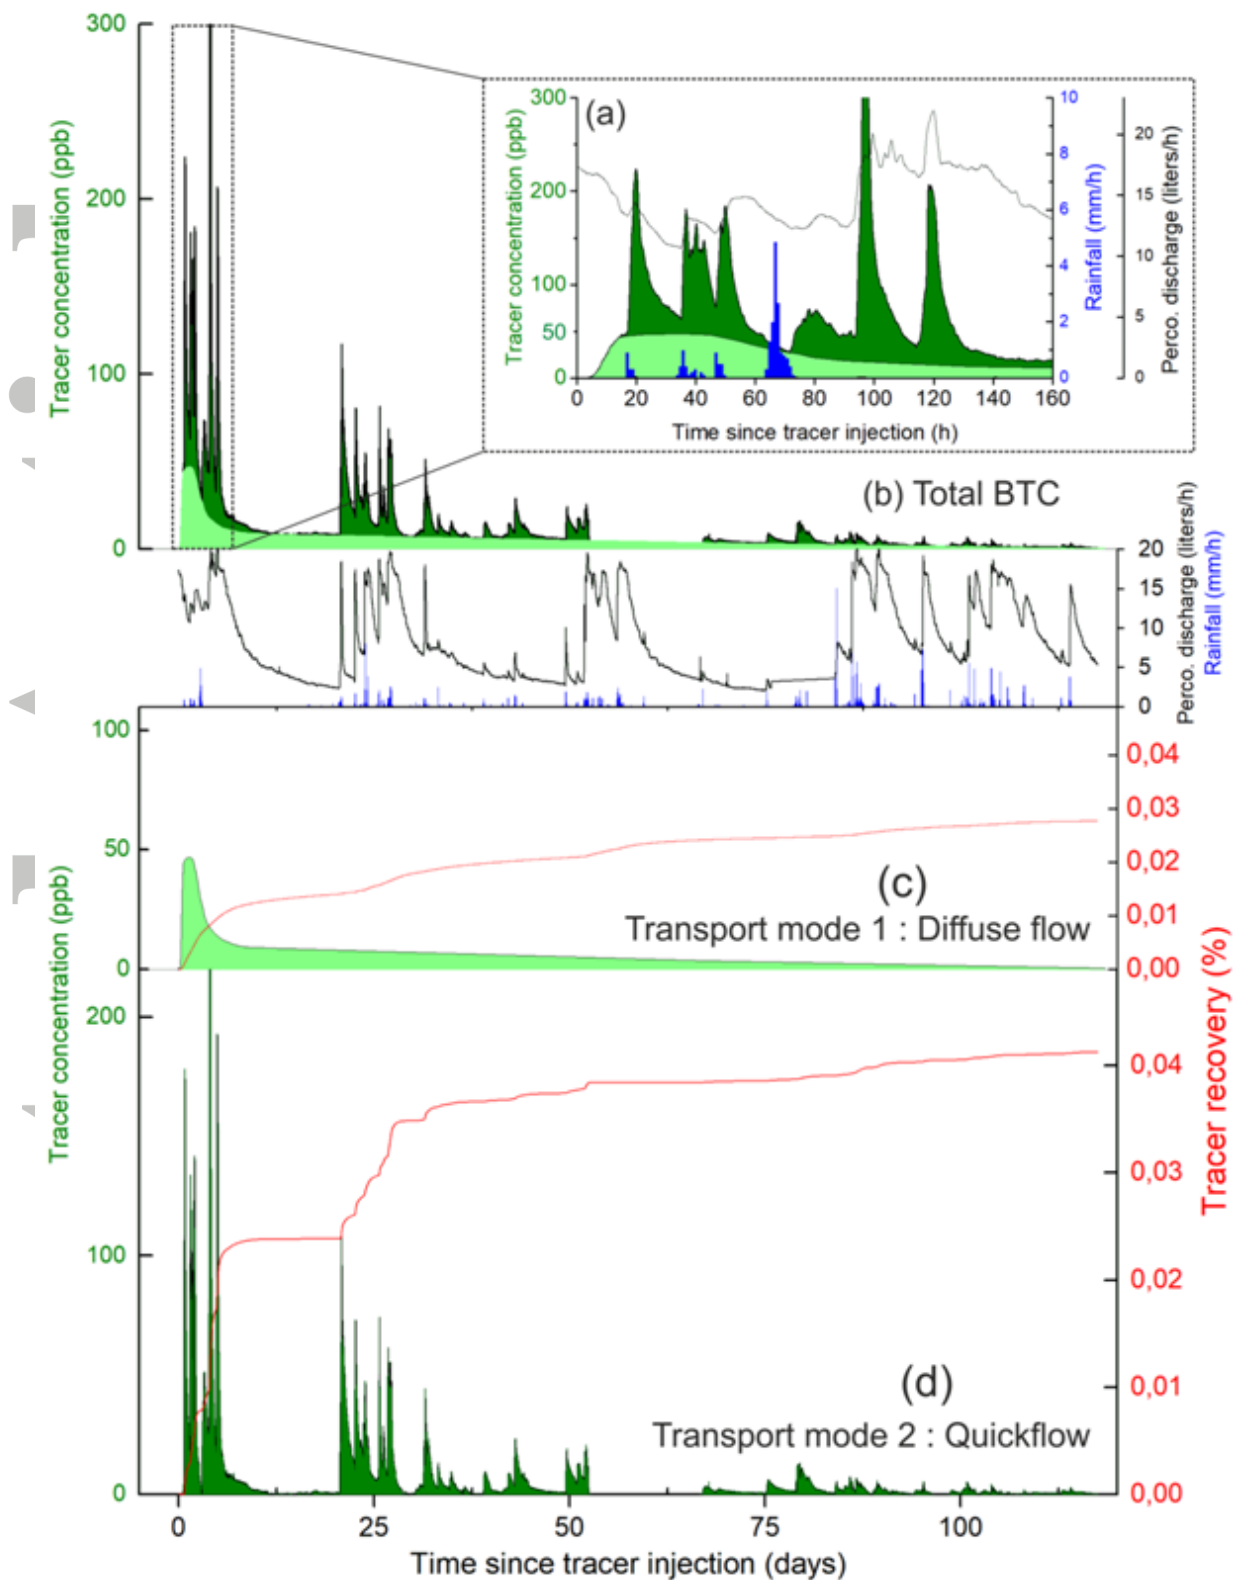 300
200
100
0
Tracer concentration (ppb)
(a)
300
200
100
50
0
Tracer concentration (ppb)
10
8
6
4
2
0
Rainfall (mm/h)
20
15
10
5
0
Perco. discharge (liters/h)
0 20 40 60 80 100 120 140 160
Time since tracer injection (h)
(b) Total BTC
20
15
10
5
0
Perco. discharge (liters/h)
Rainfall (mm/h)
100
50
0
0,04
0,03
0,02
0,01
0,00
(c)
Transport mode 1 : Diffuse flow
Tracer concentration (ppb)
Tracer recovery (%)
200
100
0
0,04
0,03
0,02
0,01
0,00
(d)
Transport mode 2 : Quickflow
0 25 50 75 100
Time since tracer injection (days)